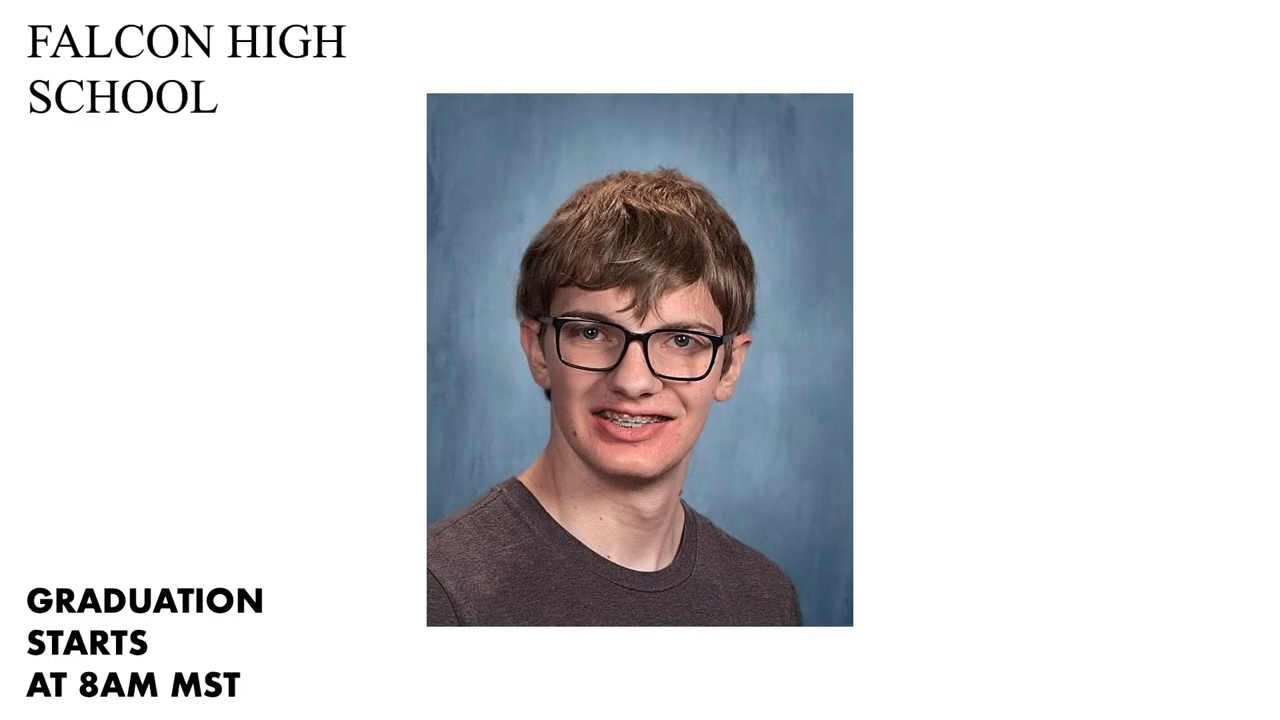 FALCON HIGH
SCHOOL
GRADUATION
STARTS
AT 8AM MST